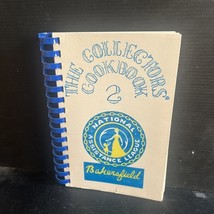 THE COLLECTORS'
COOKBOOK
2
NATIONAL
ASSISTANCE LEAGUE
Bakersfield